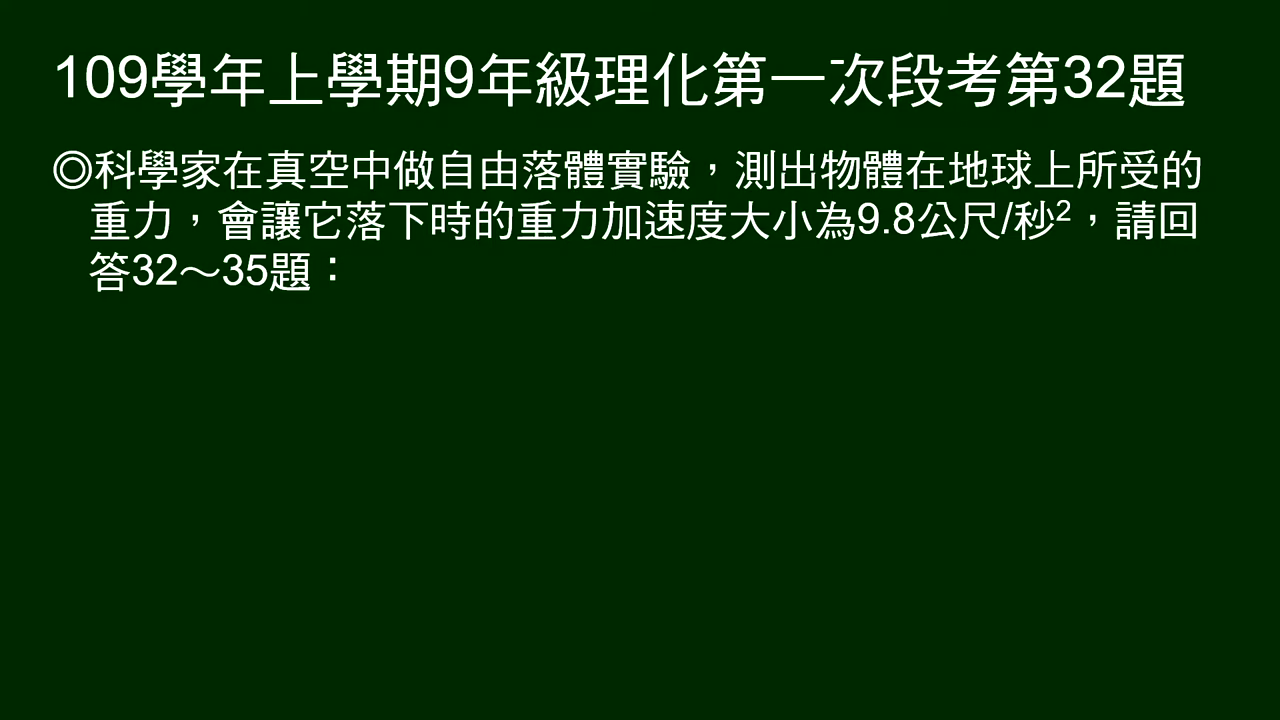 109學年上學期9年級理化第一次段考第32題
◎科學家在真空中做自由落體實驗，測出物體在地球上所受的
重力，會讓它落下時的重力加速度大小為9.8公尺/秒²，請回
答32～35題：